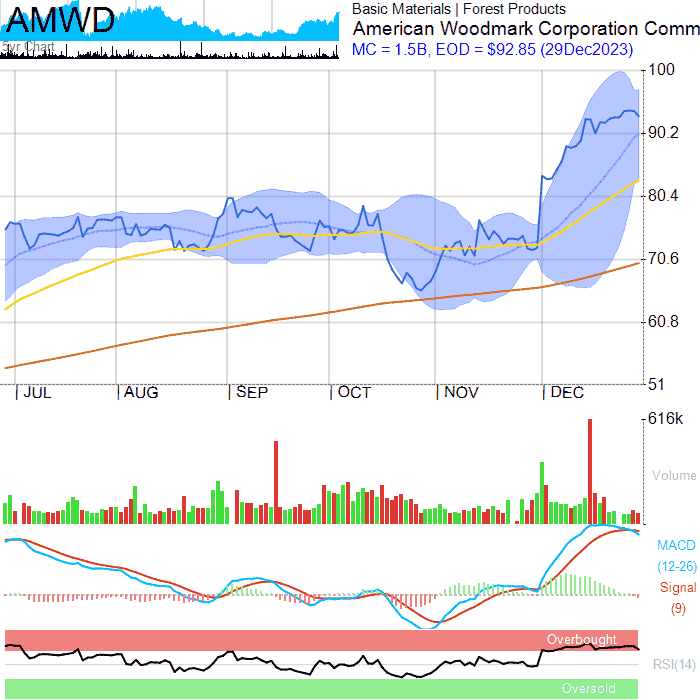 AMWD
5yr Chart
Basic Materials | Forest Products
American Woodmark Corporation Comm
MC = 1.5B, EOD = $92.85 (29Dec2023)
100
90.2
80.4
70.6
60.8
51
| JUL | AUG | SEP | OCT | NOV | DEC
616k
Volume
MACD
(12-26)
Signal
(9)
Overbought
RSI(14)
Oversold